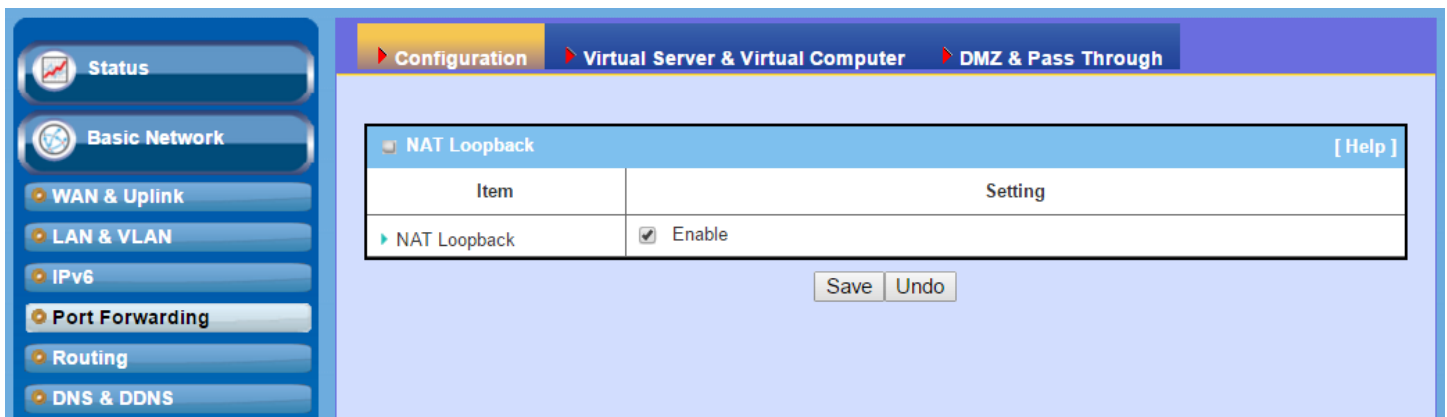 Status
Basic Network
WAN & Uplink
LAN & VLAN
IPv6
Port Forwarding
Routing
DNS & DDNS
Configuration Virtual Server & Virtual Computer DMZ & Pass Through
NAT Loopback [ Help ]
Item Setting
NAT Loopback Enable
Save Undo